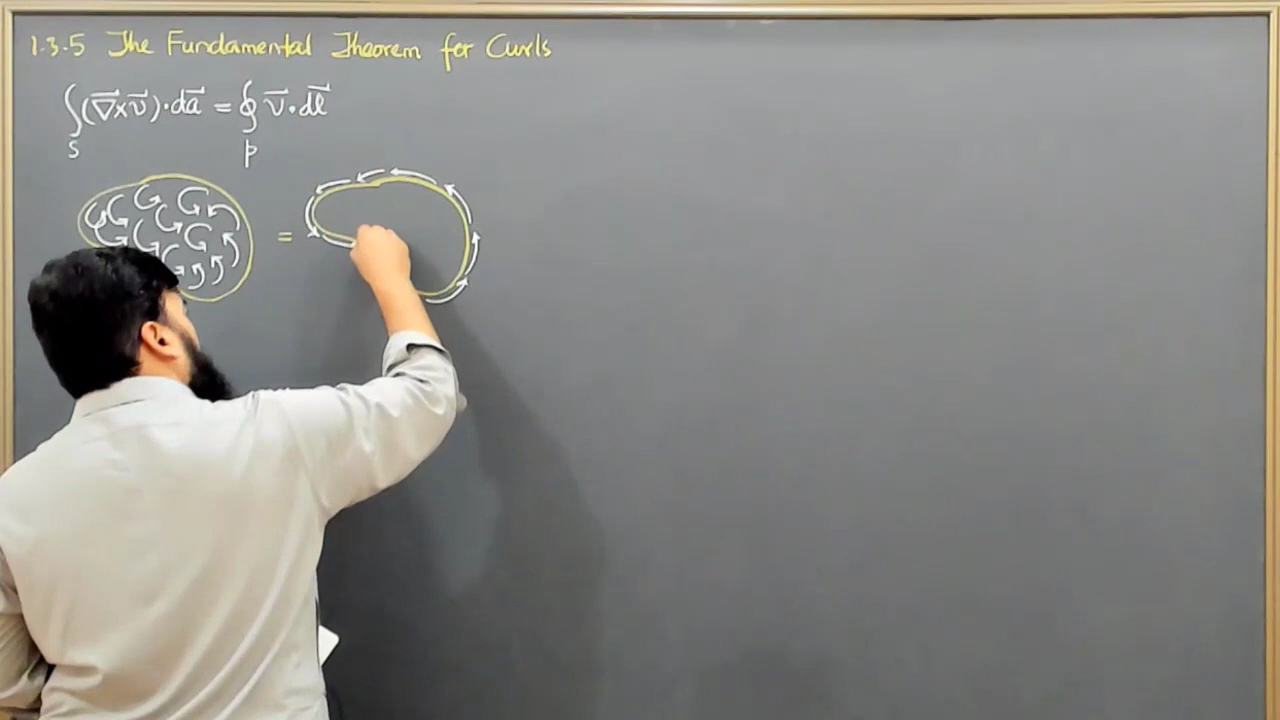 1.3.5 The Fundamental Theorem for Curls
∫(∇⃗×v⃗)·da⃗ = ∮ v⃗·dl⃗
S P
=